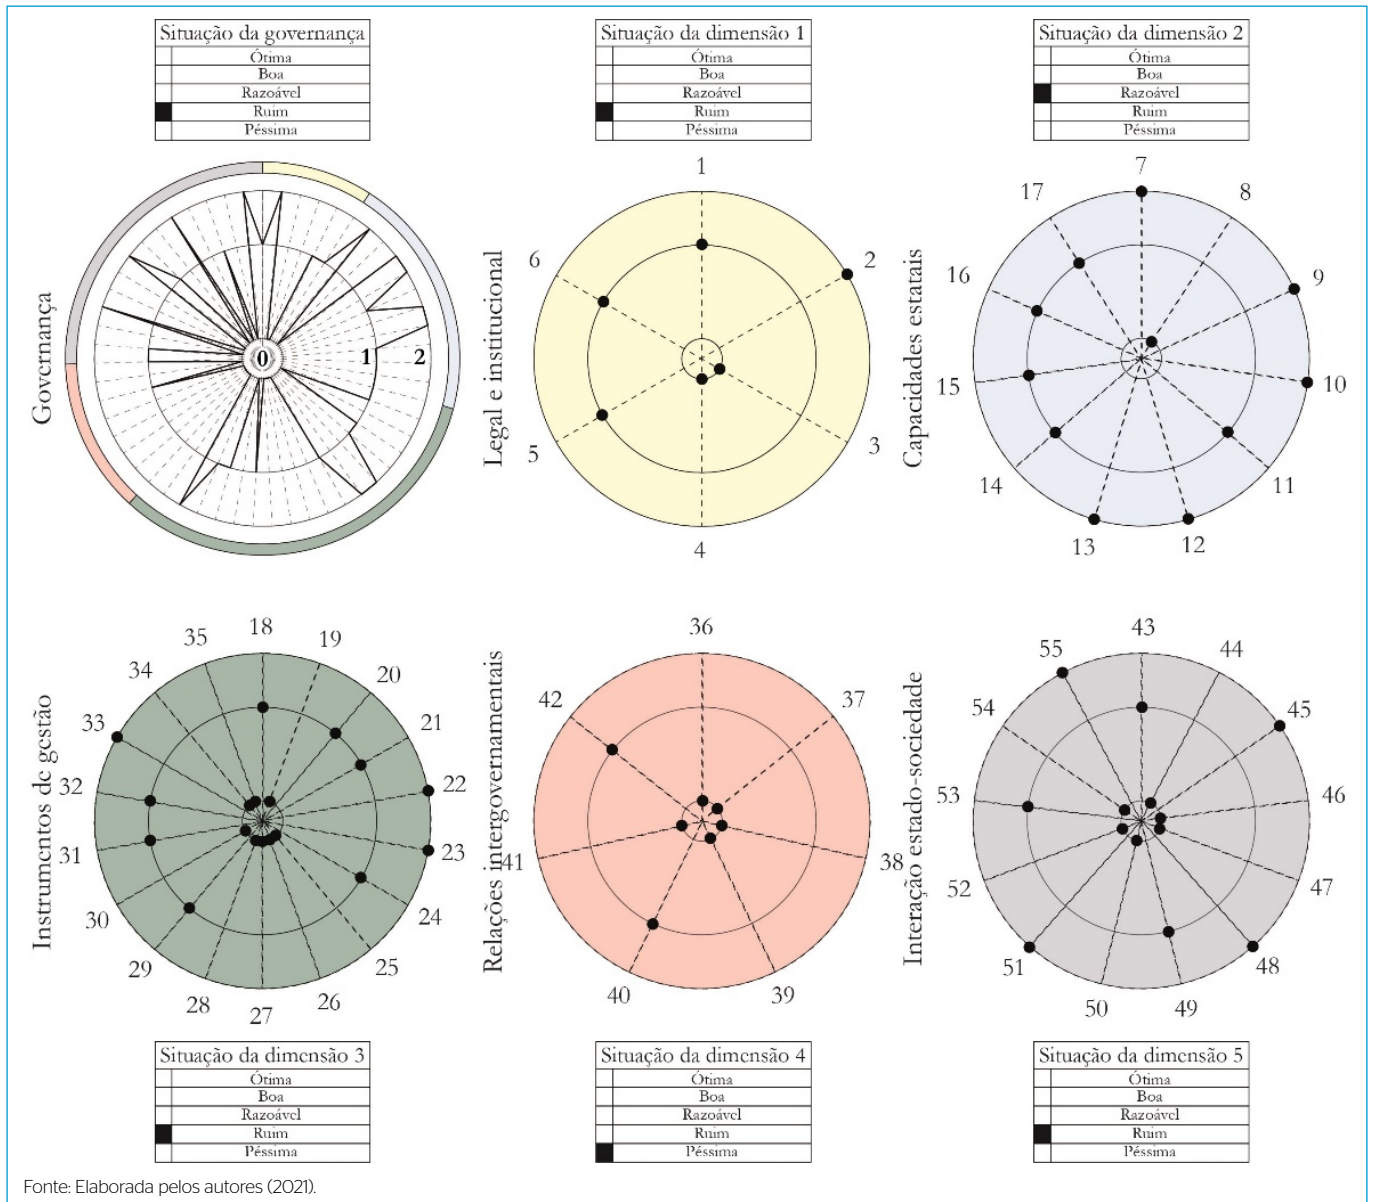 Situação da governança
Ótima
Boa
Razoável
Ruim
Péssima
Situação da dimensão 1
Ótima
Boa
Razoável
Ruim
Péssima
Situação da dimensão 2
Ótima
Boa
Razoável
Ruim
Péssima
Governança
0
1
2
Legal e institucional
1
2
3
4
5
6
Capacidades estatais
7
8
9
10
11
12
13
14
15
16
17
Instrumentos de gestão
18
19
20
21
22
23
24
25
26
27
28
29
30
31
32
33
34
35
Relações intergovernamentais
36
37
38
39
40
41
42
Interação estado-sociedade
43
44
45
46
47
48
49
50
51
52
53
54
55
Situação da dimensão 3
Ótima
Boa
Razoável
Ruim
Péssima
Situação da dimensão 4
Ótima
Boa
Razoável
Ruim
Péssima
Situação da dimensão 5
Ótima
Boa
Razoável
Ruim
Péssima
Fonte: Elaborada pelos autores (2021).